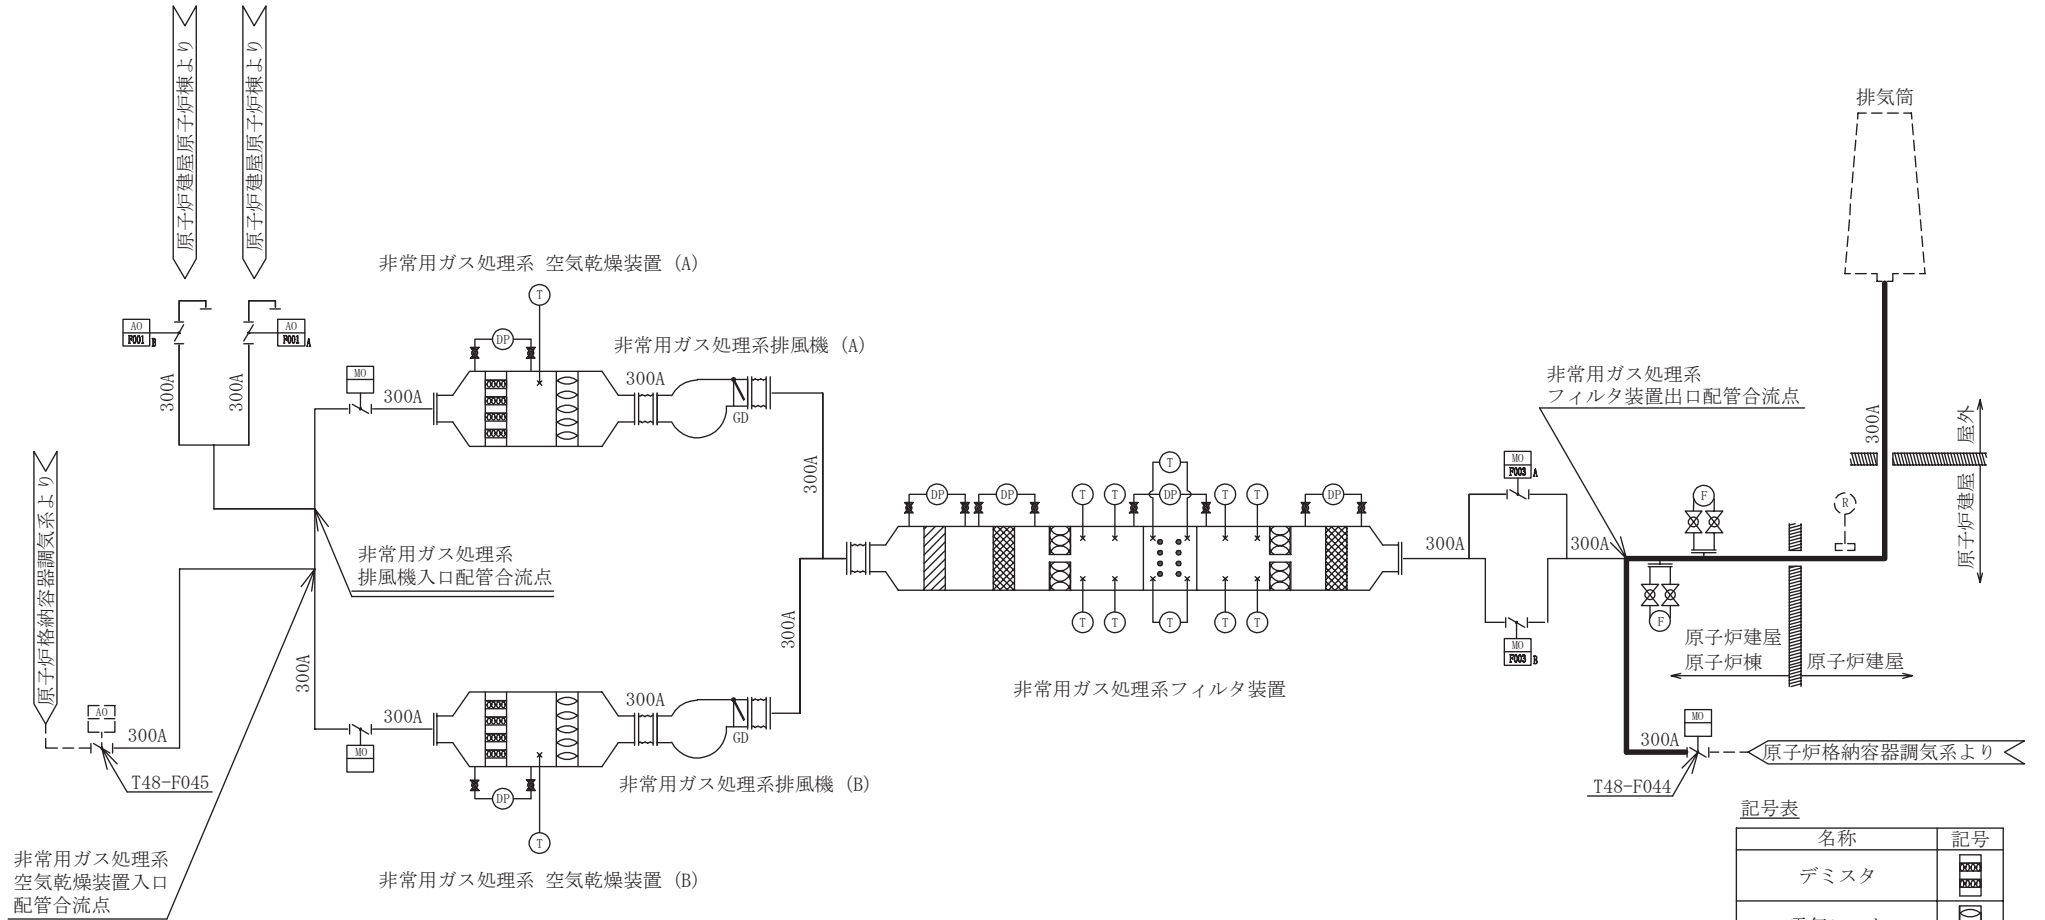 原子炉建屋原子炉棟より
原子炉建屋原子炉棟より
排気筒
非常用ガス処理系 空気乾燥装置 (A)
T
AO
F001 B
AO
F001 A
DP
非常用ガス処理系排風機 (A)
MO
300A
300A
300A
300A
GD
非常用ガス処理系
フィルタ装置出口配管合流点
300A
屋外
原子炉建屋
原子炉格納容器調気系より
300A
MO
F003 A
T
DP
DP
T
T
DP
T
T
DP
F
R
非常用ガス処理系
排風機入口配管合流点
300A
300A
T
T
T
T
T
F
300A
300A
MO
F003 B
原子炉建屋
原子炉棟
原子炉建屋
非常用ガス処理系フィルタ装置
AO
300A
300A
300A
MO
GD
MO
300A
原子炉格納容器調気系より
T48-F045
DP
非常用ガス処理系排風機 (B)
T48-F044
T
記号表
名称
記号
非常用ガス処理系
空気乾燥装置入口
配管合流点
非常用ガス処理系 空気乾燥装置 (B)
デミスタ